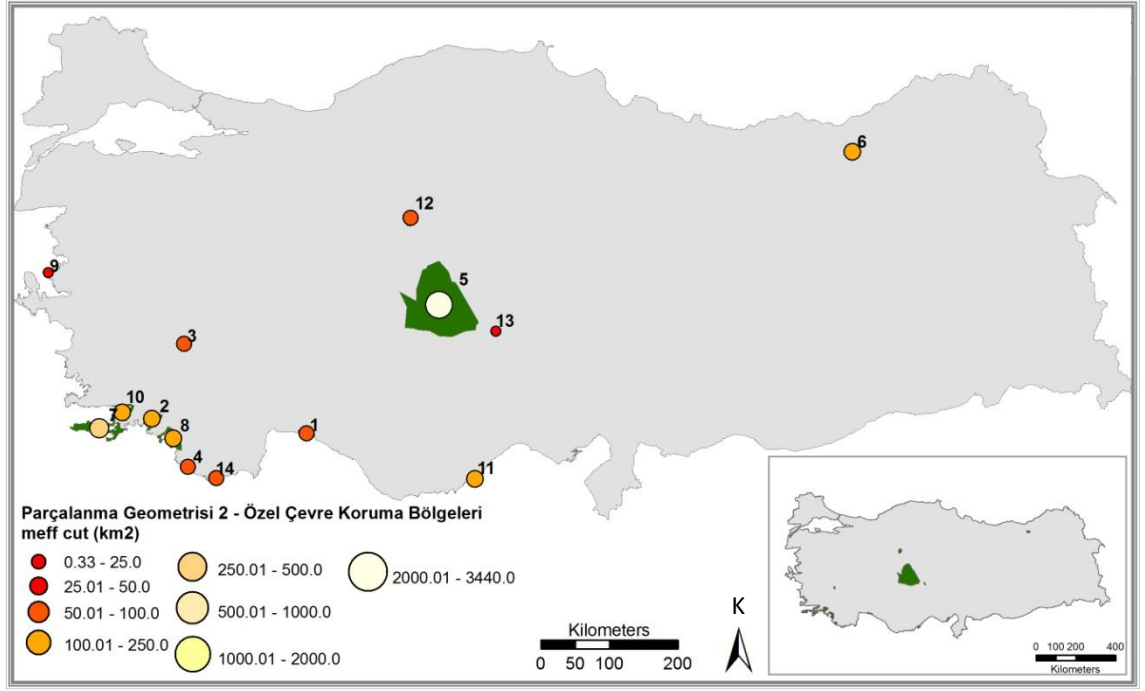 6
12
9
5
13
3
10
7
2
8
1
4
14
11
Parçalanma Geometrisi 2 - Özel Çevre Koruma Bölgeleri
meff cut (km2)
0.33 - 25.0
25.01 - 50.0
50.01 - 100.0
100.01 - 250.0
250.01 - 500.0
500.01 - 1000.0
1000.01 - 2000.0
2000.01 - 3440.0
Kilometers
0 50 100 200
K
0 100 200 400
Kilometers